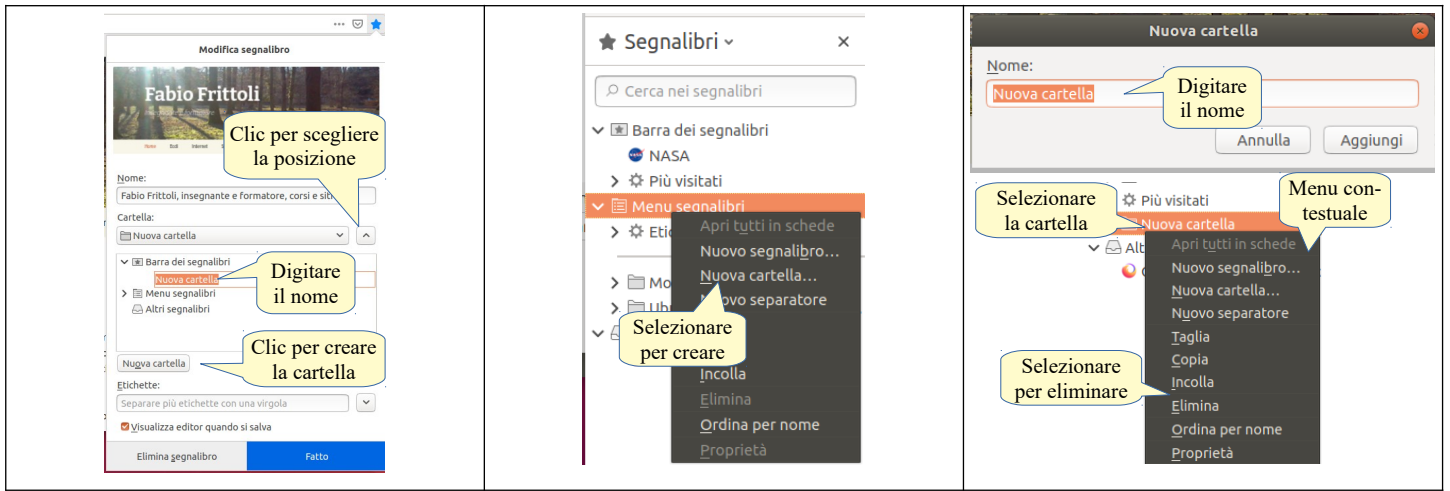 Modifica segnalibro
Fabio Frittoli
Clic per scegliere
la posizione
Nome:
Fabio Frittoli, insegnante e formatore, corsi e siti
Cartella:
Nuova cartella
Barra dei segnalibri
Nuova cartella
Menu segnalibri
Altri segnalibri
Digitare
il nome
Clic per creare
la cartella
Nuova cartella
Etichette:
Separare più etichette con una virgola
Visualizza editor quando si
salva
Elimina segnalibro
Fatto
Segnalibri
Cerca nei segnalibri
Barra dei segnalibri
NASA
Più visitati
Menu segnalibri
Apri tutti in schede
Nuovo segnalibro...
Nuova cartella...
Nuovo separatore
Selezionare
per creare
Incolla
Elimina
Ordina per nome
Proprietà
Nuova cartella
Nome:
Nuova cartella
Digitare
il nome
Annulla
Aggiungi
Selezionare
la cartella
Più visitati
Menu con-
testuale
Nuova cartella
Apri tutti in schede
Nuovo segnalibro...
Nuova cartella...
Nuovo separatore
Taglia
Copia
Incolla
Selezionare
per eliminare
Elimina
Ordina per nome
Proprietà